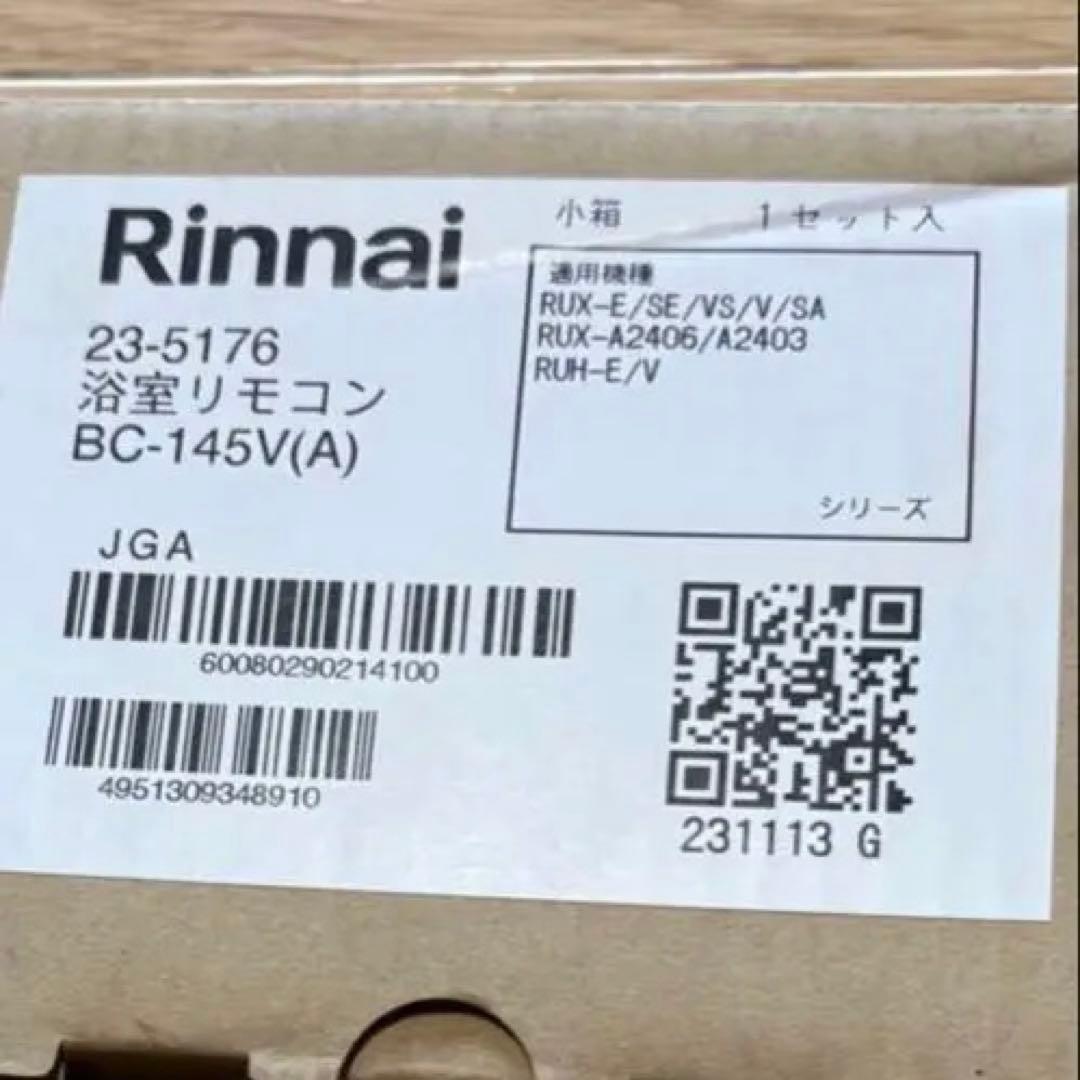 Rinnai
23-5176
浴室リモコン
BC-145V(A)
小箱 1セット入
適用機種
RUX-E/SE/VS/V/SA
RUX-A2406/A2403
RUH-E/V
シリーズ
JGA
60080290214100
4951309348910
231113 G